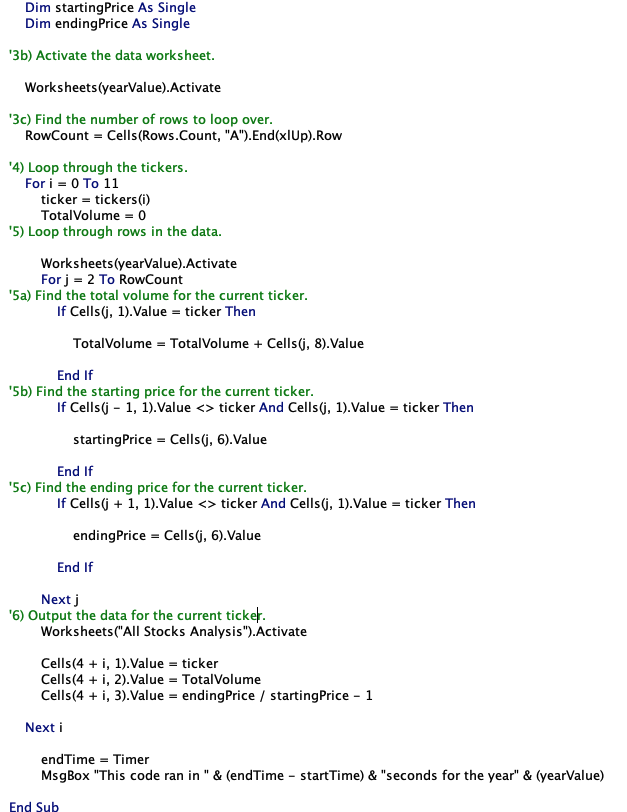 Dim startingPrice As Single
Dim endingPrice As Single
'3b) Activate the data worksheet.
Worksheets(yearValue).Activate
'3c) Find the number of rows to loop over.
RowCount = Cells(Rows.Count, "A").End(xlUp).Row
'4) Loop through the tickers.
For i = 0 To 11
ticker = tickers(i)
TotalVolume = 0
'5) Loop through rows in the data.
Worksheets(yearValue).Activate
For j = 2 To RowCount
'5a) Find the total volume for the current ticker.
If Cells(j, 1).Value = ticker Then
TotalVolume = TotalVolume + Cells(j, 8).Value
End If
'5b) Find the starting price for the current ticker.
If Cells(j - 1, 1).Value <> ticker And Cells(j, 1).Value = ticker Then
startingPrice = Cells(j, 6).Value
End If
'5c) Find the ending price for the current ticker.
If Cells(j + 1, 1).Value <> ticker And Cells(j, 1).Value = ticker Then
endingPrice = Cells(j, 6).Value
End If
Next j
'6) Output the data for the current ticker.
Worksheets("All Stocks Analysis").Activate
Cells(4 + i, 1).Value = ticker
Cells(4 + i, 2).Value = TotalVolume
Cells(4 + i, 3).Value = endingPrice / startingPrice - 1
Next i
endTime = Timer
MsgBox "This code ran in " & (endTime - startTime) & "seconds for the year" & (yearValue)
End Sub